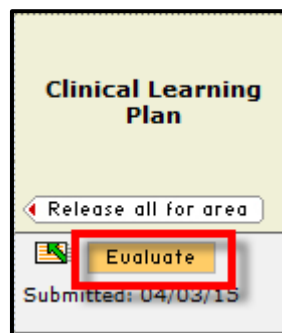 Clinical Learning
Plan
Release all for area
Evaluate
Submitted: 04/03/15